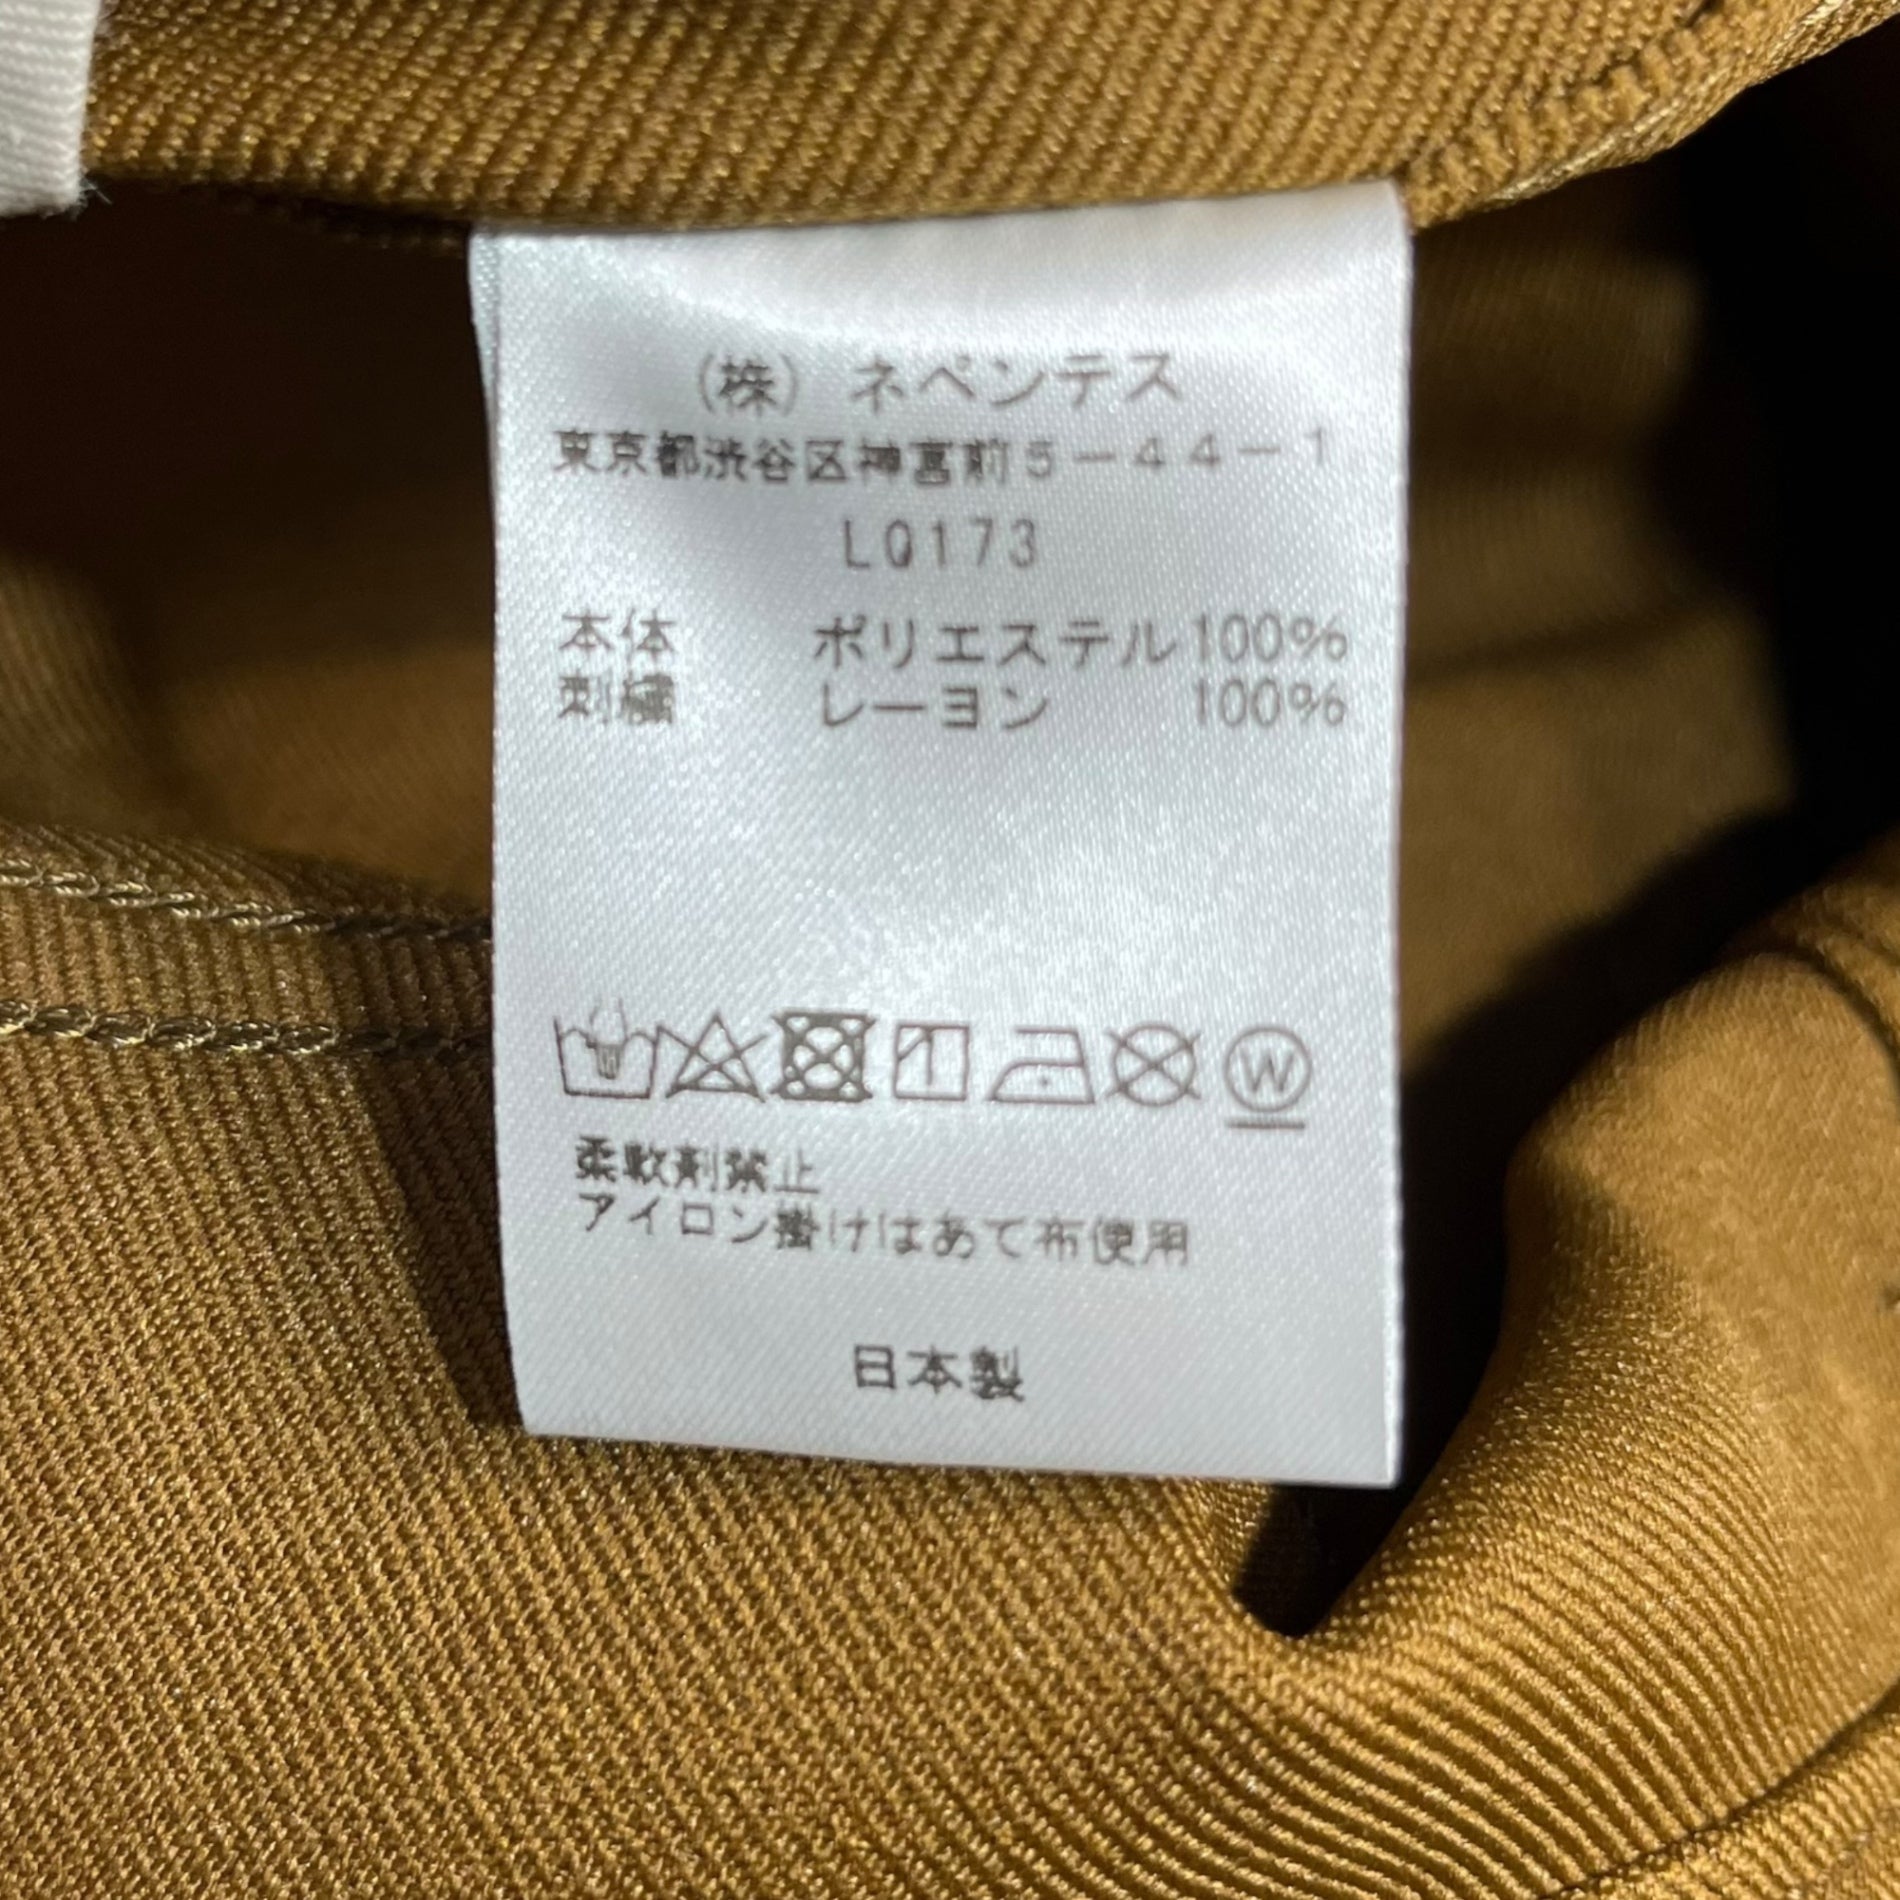 (株) ネペンテス
東京都渋谷区神宮前5-44-1
LQ173
本体 ポリエステル100%
刺繍 レーヨン 100%
W
柔軟剤禁止
アイロン掛けはあて布使用
日本製